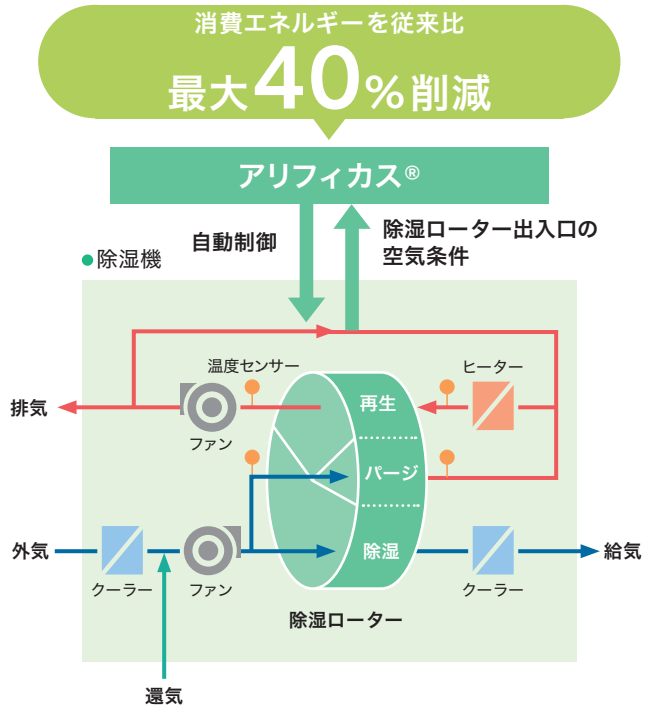 消費エネルギーを従来比
最大40%削減
アリフィカス®
自動制御
除湿ローター出入口の
空気条件
●除湿機
温度センサー
ヒーター
排気
ファン
再生
パージ
除湿
外気
クーラー
ファン
クーラー
給気
除湿ローター
還気